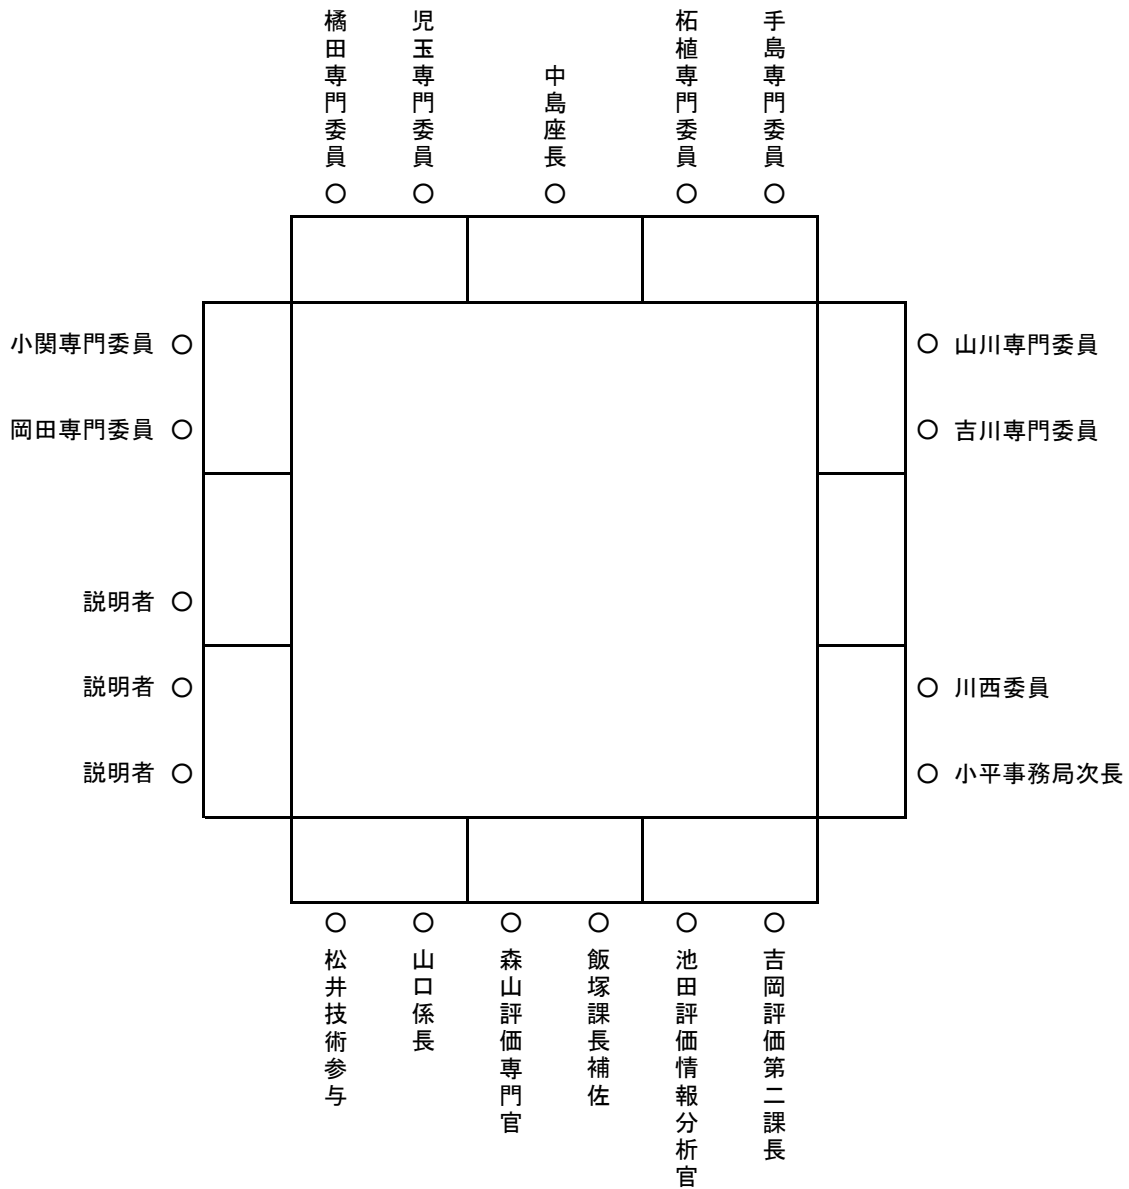 橘田専門委員
児玉専門委員
中島座長
柘植専門委員
手島専門委員
小関専門委員
山川専門委員
岡田専門委員
吉川専門委員
説明者
説明者
川西委員
説明者
小平事務局次長
松井技術参与
山口係長
森山評価専門官
飯塚課長補佐
池田評価情報分析官
吉岡評価第二課長